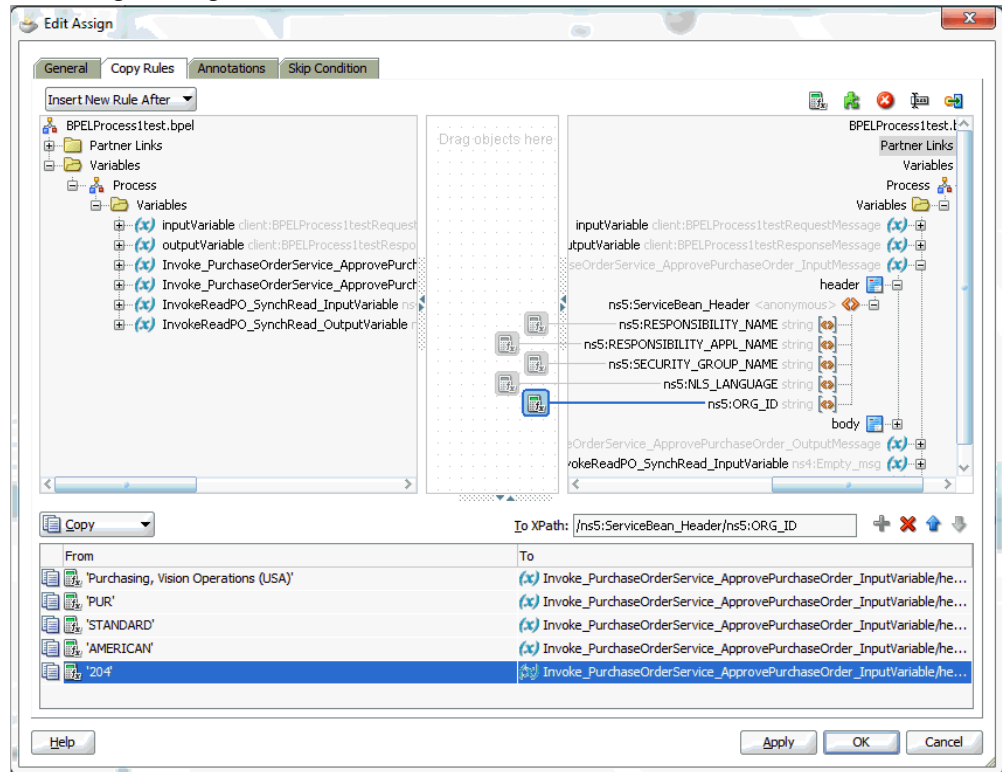 Edit Assign
General Copy Rules Annotations Skip Condition
Insert New Rule After
BPELProcess1test.bpel
Partner Links
Variables
Process
Variables
inputVariable client:BPELProcess1testRequest
outputVariable client:BPELProcess1testRespo
Invoke_PurchaseOrderService_ApprovePurch
Invoke_PurchaseOrderService_ApprovePurch
InvokeReadPO_SynchRead_InputVariable ns
InvokeReadPO_SynchRead_OutputVariable
Drag objects here
BPELProcess1test.b
Partner Links
Variables
Process
Variables
inputVariable client:BPELProcess1testRequestMessage
utputVariable client:BPELProcess1testResponseMessage
seOrderService_ApprovePurchaseOrder_InputMessage
header
ns5:ServiceBean_Header <anonymous>
ns5:RESPONSIBILITY_NAME string
ns5:RESPONSIBILITY_APPL_NAME string
ns5:SECURITY_GROUP_NAME string
ns5:NLS_LANGUAGE string
ns5:ORG_ID string
body
eOrderService_ApprovePurchaseOrder_OutputMessage
vokeReadPO_SynchRead_InputVariable ns4:Empty_msg
Copy To XPath: /ns5:ServiceBean_Header/ns5:ORG_ID
From To
'Purchasing, Vision Operations (USA)' Invoke_PurchaseOrderService_ApprovePurchaseOrder_InputVariable/he...
'PUR' Invoke_PurchaseOrderService_ApprovePurchaseOrder_InputVariable/he...
'STANDARD' Invoke_PurchaseOrderService_ApprovePurchaseOrder_InputVariable/he...
'AMERICAN' Invoke_PurchaseOrderService_ApprovePurchaseOrder_InputVariable/he...
'204' Invoke_PurchaseOrderService_ApprovePurchaseOrder_InputVariable/he...
Help Apply OK Cancel